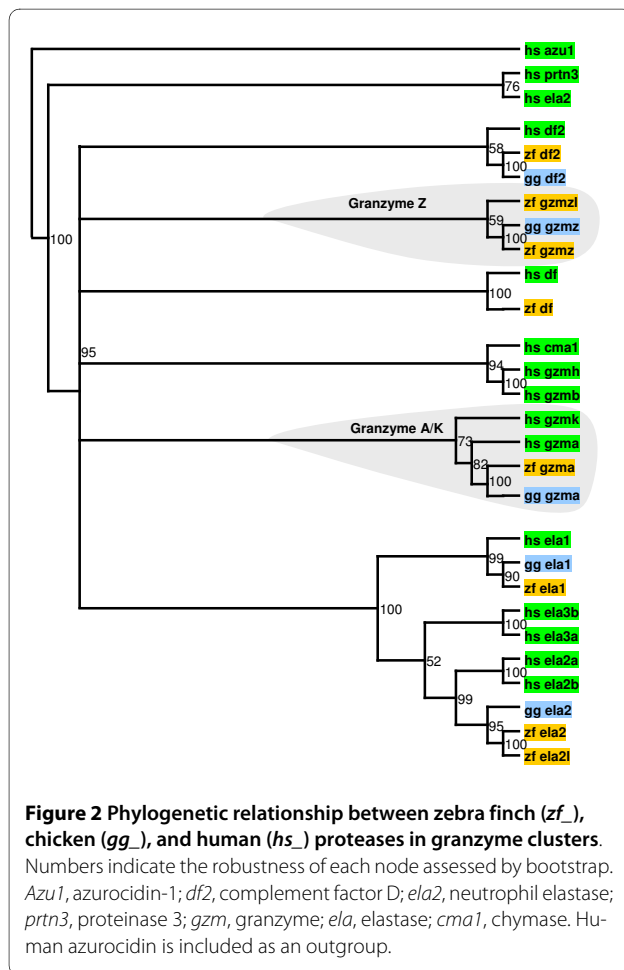 hs azu1
hs prtn3
76
hs ela2
hs df2
58
zf df2
100
gg df2
Granzyme Z
zf gzmzl
59
gg gzmz
100
zf gzmz
100
hs df
100
zf df
95
hs cma1
94
hs gzmh
100
hs gzmb
Granzyme A/K
hs gzmk
73
hs gzma
82
zf gzma
100
gg gzma
hs ela1
99
gg ela1
90
zf ela1
100
hs ela3b
100
hs ela3a
52
hs ela2a
100
hs ela2b
99
gg ela2
95
zf ela2
100
zf ela2l
Figure 2 Phylogenetic relationship between zebra finch (zf_),
chicken (gg_), and human (hs_) proteases in granzyme clusters.
Numbers indicate the robustness of each node assessed by bootstrap.
Azu1, azurocidin-1; df2, complement factor D; ela2, neutrophil elastase;
prtn3, proteinase 3; gzm, granzyme; ela, elastase; cma1, chymase. Hu-
man azurocidin is included as an outgroup.